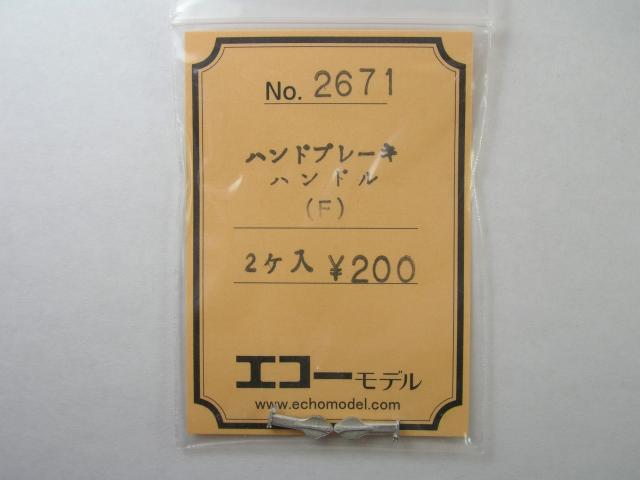 No. 2671
ハンドブレーキ
ハンドル
(F)
2ケ入 ¥200
エコーモデル
www.echomodel.com